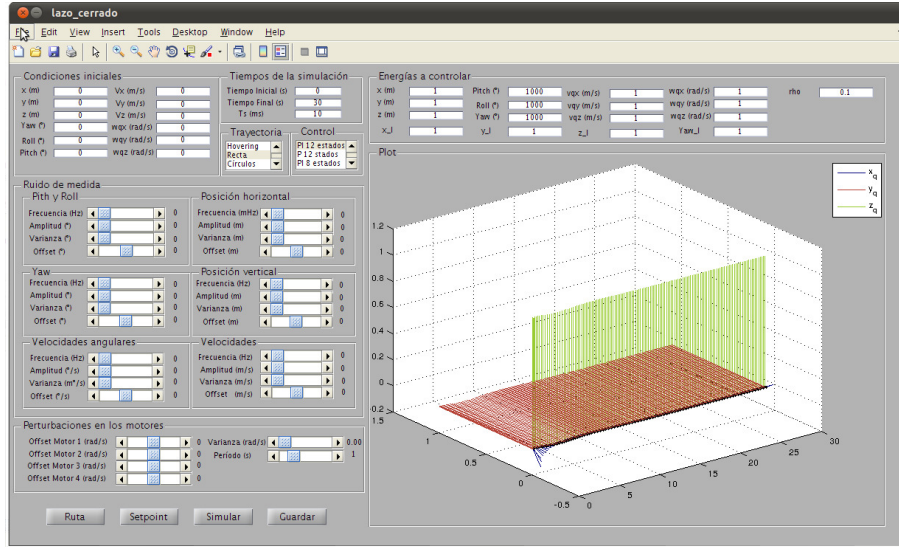 lazo_cerrado
File Edit View Insert Tools Desktop Window Help
Condiciones iniciales
x (m) 0 Vx (m/s) 0
y (m) 0 Vy (m/s) 0
z (m) 0 Vz (m/s) 0
Yaw (º) 0 wqx (rad/s) 0
Roll (º) 0 wqy (rad/s) 0
Pitch (º) 0 wqz (rad/s) 0
Tiempos de la simulación
Tiempo Inicial (s) 0
Tiempo Final (s) 30
Ts (ms) 10
Trayectoria
Hovering
Recta
Círculos
Control
PI 12 estados
P 12 stados
PI 8 estados
Energías a controlar
x (m) 1 Pitch (º) 1000 vqx (m/s) 1 wqx (rad/s) 1 rho 0.1
y (m) 1 Roll (º) 1000 vqy (m/s) 1 wqy (rad/s) 1
z (m) 1 Yaw (º) 1000 vqz (m/s) 1 wqz (rad/s) 1
x_I 1 y_I 1 z_I 1 Yaw_I 1
Ruido de medida
Pith y Roll
Frecuencia (Hz) 0
Amplitud (º) 0
Varianza (º) 0
Offset (º) 0
Posición horizontal
Frecuencia (mHz) 0
Amplitud (m) 0
Varianza (m) 0
Offset (m) 0
Yaw
Frecuencia (Hz) 0
Amplitud (º) 0
Varianza (º) 0
Offset (º) 0
Posición vertical
Frecuencia (Hz) 0
Amplitud (m) 0
Varianza (m) 0
Offset (m) 0
Velocidades angulares
Frecuencia (Hz) 0
Amplitud (º/s) 0
Varianza (mº/s) 0
Offset (º/s) 0
Velocidades
Frecuencia (Hz) 0
Amplitud (m/s) 0
Varianza (m/s) 0
Offset (m/s) 0
Perturbaciones en los motores
Offset Motor 1 (rad/s) 0 Varianza (rad/s) 0.00
Offset Motor 2 (rad/s) 0 Período (s) 1
Offset Motor 3 (rad/s) 0
Offset Motor 4 (rad/s) 0
Ruta Setpoint Simular Guardar
Plot
x_q
y_q
z_q
1.2
1
0.8
0.6
0.4
0.2
0
0.2
1.5
1
0.5
0
-0.5
0
5
10
15
20
25
30